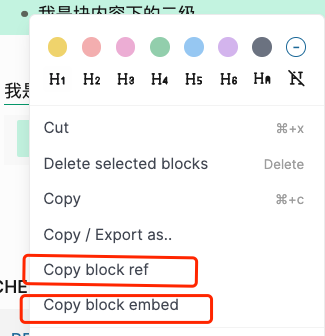 我是块内容下的二级
H1 H2 H3 H4 H5 H6 HA H
我是
Cut ⌘+x
Delete selected blocks Delete
Copy ⌘+c
Copy / Export as..
Copy block ref
CHE
Copy block embed